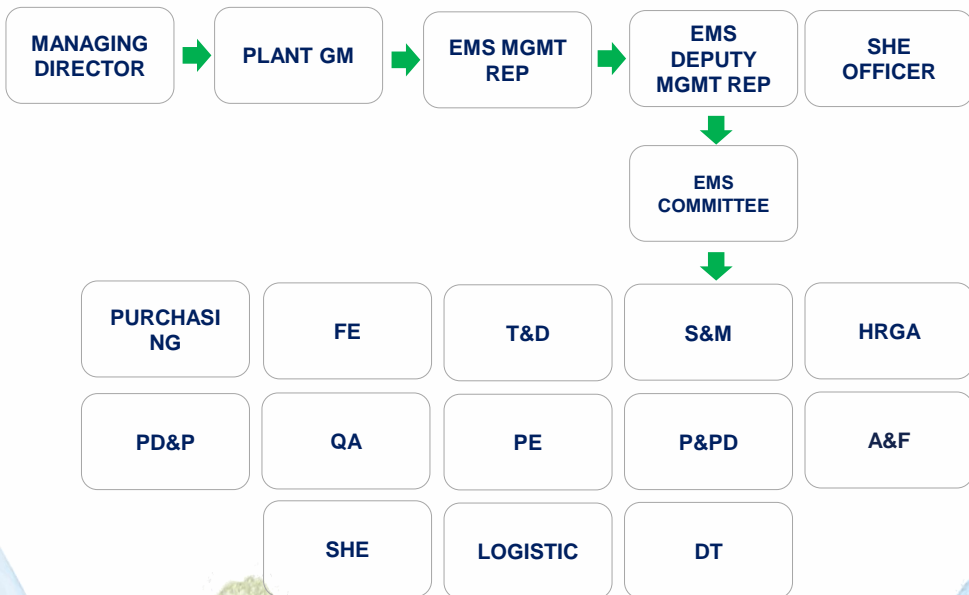 MANAGING
DIRECTOR
PLANT GM
EMS MGMT
REP
EMS
DEPUTY
MGMT REP
SHE
OFFICER
EMS
COMMITTEE
PURCHASI
NG
FE
T&D
S&M
HRGA
PD&P
QA
PE
P&PD
A&F
SHE
LOGISTIC
DT